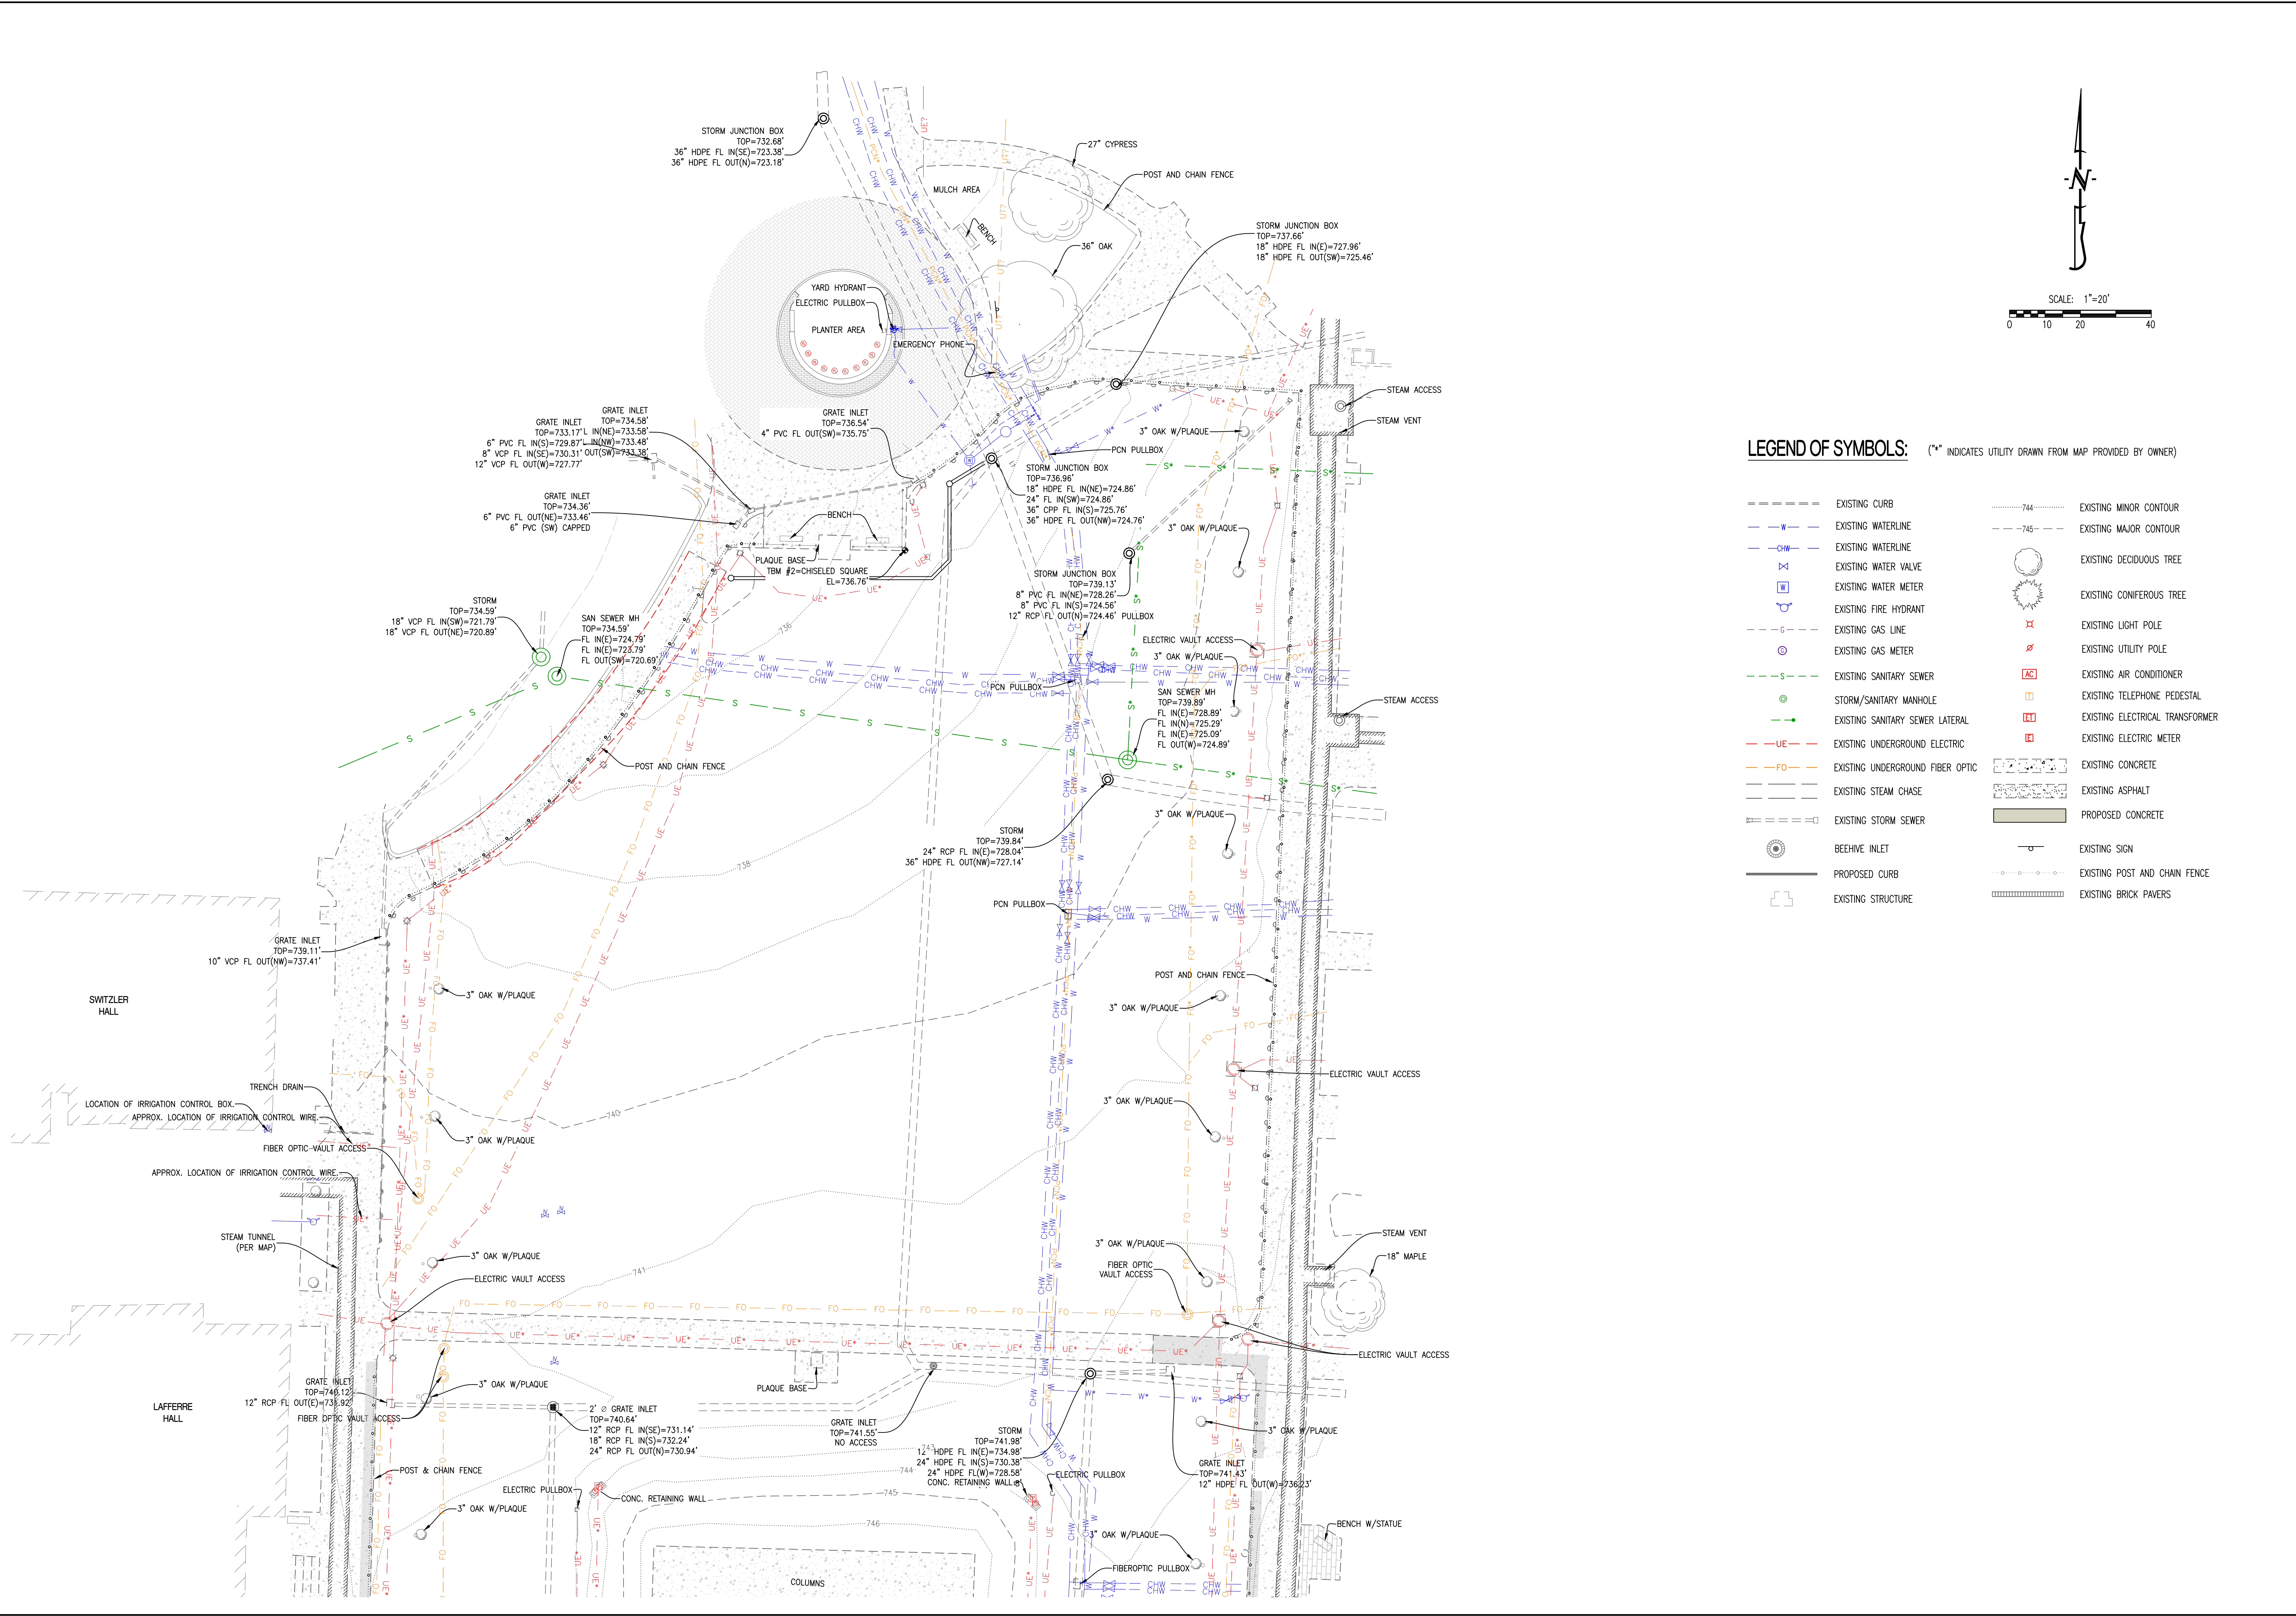 STORM JUNCTION BOX
TOP=732.68'
36" HDPE FL IN(SE)=723.38'
36" HDPE FL OUT(N)=723.18'
27" CYPRESS
POST AND CHAIN FENCE
MULCH AREA
BENCH
36" OAK
STORM JUNCTION BOX
TOP=737.66'
18" HDPE FL IN(E)=727.96'
18" HDPE FL OUT(SW)=725.46'
YARD HYDRANT
ELECTRIC PULLBOX
PLANTER AREA
EMERGENCY PHONE
SCALE: 1"=20'
0 10 20 40
N
STEAM ACCESS
STEAM VENT
GRATE INLET
TOP=734.58'
IN(NE)=733.58'
IN(NW)=733.48'
OUT(SW)=733.38'
GRATE INLET
TOP=733.17'
6" PVC FL IN(S)=729.87'
8" VCP FL IN(SE)=730.31'
12" VCP FL OUT(W)=727.77'
GRATE INLET
TOP=736.54'
4" PVC FL OUT(SW)=735.75'
3" OAK W/PLAQUE
PCN PULLBOX
STORM JUNCTION BOX
TOP=736.96'
18" HDPE FL IN(NE)=724.86'
24" FL IN(SW)=724.86'
36" CPP FL IN(S)=725.76'
36" HDPE FL OUT(NW)=724.76'
GRATE INLET
TOP=734.36'
6" PVC FL OUT(NE)=733.46'
6" PVC (SW) CAPPED
BENCH
3" OAK W/PLAQUE
PLAQUE BASE
TBM #2=CHISELED SQUARE
EL=736.76'
STORM JUNCTION BOX
TOP=739.13'
8" PVC FL IN(NE)=728.26'
8" PVC FL IN(S)=724.56'
12" RCP FL OUT(N)=724.46'
PULLBOX
STORM
TOP=734.59'
18" VCP FL IN(SW)=721.79'
18" VCP FL OUT(NE)=720.89'
SAN SEWER MH
TOP=734.59'
FL IN(E)=724.79'
FL IN(E)=723.79'
FL OUT(SW)=720.69'
736
ELECTRIC VAULT ACCESS
3" OAK W/PLAQUE
PCN PULLBOX
SAN SEWER MH
TOP=739.89'
FL IN(E)=728.89'
FL IN(N)=725.29'
FL IN(E)=725.09'
FL OUT(W)=724.89'
STEAM ACCESS
POST AND CHAIN FENCE
3" OAK W/PLAQUE
STORM
TOP=739.84'
24" RCP FL IN(E)=728.04'
36" HDPE FL OUT(NW)=727.14'
738
PCN PULLBOX
GRATE INLET
TOP=739.11'
10" VCP FL OUT(NW)=737.41'
POST AND CHAIN FENCE
3" OAK W/PLAQUE
3" OAK W/PLAQUE
SWITZLER
HALL
ELECTRIC VAULT ACCESS
TRENCH DRAIN
LOCATION OF IRRIGATION CONTROL BOX.
APPROX. LOCATION OF IRRIGATION CONTROL WIRE.
740
3" OAK W/PLAQUE
3" OAK W/PLAQUE
FIBER OPTIC VAULT ACCESS
APPROX. LOCATION OF IRRIGATION CONTROL WIRE.
STEAM TUNNEL
(PER MAP)
3" OAK W/PLAQUE
3" OAK W/PLAQUE
STEAM VENT
18" MAPLE
FIBER OPTIC
VAULT ACCESS
741
ELECTRIC VAULT ACCESS
ELECTRIC VAULT ACCESS
GRATE INLET
TOP=740.12'
12" RCP FL OUT(E)=731.92'
FIBER OPTIC VAULT ACCESS
3" OAK W/PLAQUE
PLAQUE BASE
LAFFERRE
HALL
2' Ø GRATE INLET
TOP=740.64'
12" RCP FL IN(SE)=731.14'
18" RCP FL IN(S)=732.24'
24" RCP FL OUT(N)=730.94'
GRATE INLET
TOP=741.55'
NO ACCESS
STORM
TOP=741.98'
12" HDPE FL IN(E)=734.98'
24" HDPE FL IN(S)=730.38'
24" HDPE FL(W)=728.58'
CONC. RETAINING WALL
3" OAK W/PLAQUE
GRATE INLET
TOP=741.43'
12" HDPE FL OUT(W)=736.23'
743
744
745
746
POST & CHAIN FENCE
ELECTRIC PULLBOX
CONC. RETAINING WALL
ELECTRIC PULLBOX
3" OAK W/PLAQUE
3" OAK W/PLAQUE
BENCH W/STATUE
FIBEROPTIC PULLBOX
COLUMNS
LEGEND OF SYMBOLS:
("*" INDICATES UTILITY DRAWN FROM MAP PROVIDED BY OWNER)
EXISTING CURB
W EXISTING WATERLINE
CHW EXISTING WATERLINE
EXISTING WATER VALVE
W EXISTING WATER METER
EXISTING FIRE HYDRANT
G EXISTING GAS LINE
G EXISTING GAS METER
S EXISTING SANITARY SEWER
STORM/SANITARY MANHOLE
EXISTING SANITARY SEWER LATERAL
UE EXISTING UNDERGROUND ELECTRIC
FO EXISTING UNDERGROUND FIBER OPTIC
EXISTING STEAM CHASE
EXISTING STORM SEWER
BEEHIVE INLET
PROPOSED CURB
EXISTING STRUCTURE
744 EXISTING MINOR CONTOUR
745 EXISTING MAJOR CONTOUR
EXISTING DECIDUOUS TREE
EXISTING CONIFEROUS TREE
EXISTING LIGHT POLE
EXISTING UTILITY POLE
AC EXISTING AIR CONDITIONER
T EXISTING TELEPHONE PEDESTAL
ET EXISTING ELECTRICAL TRANSFORMER
E EXISTING ELECTRIC METER
EXISTING CONCRETE
EXISTING ASPHALT
PROPOSED CONCRETE
EXISTING SIGN
EXISTING POST AND CHAIN FENCE
EXISTING BRICK PAVERS